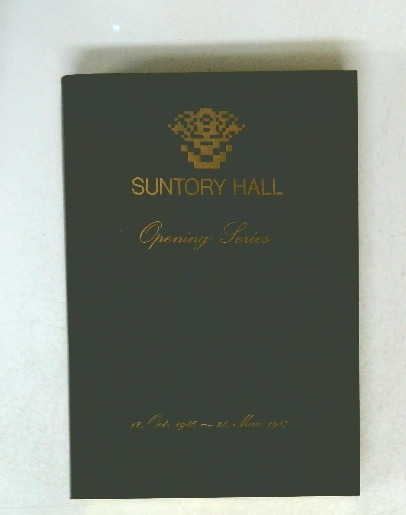 SUNTORY HALL
Opening Series
12, Oct. 1986 ~ 28, Mar. 1987